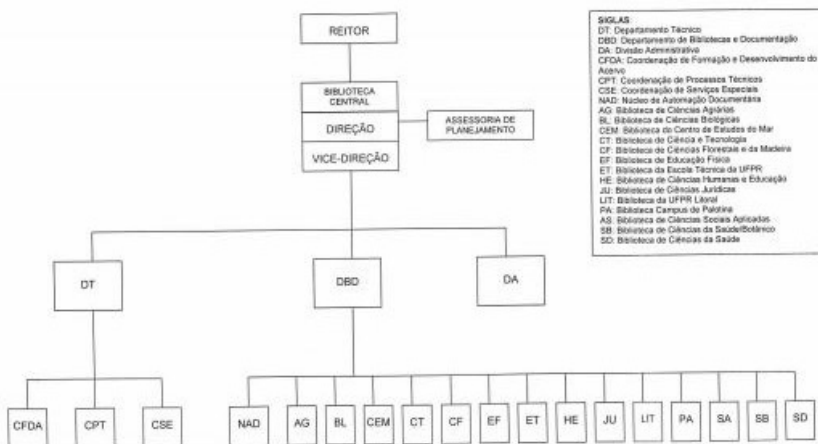 REITOR
BIBLIOTECA
CENTRAL
DIREÇÃO
VICE-DIREÇÃO
ASSESSORIA DE
PLANEJAMENTO
SIGLAS:
DT: Departamento Técnico
DBD: Departamento de Bibliotecas e Documentação
DA: Divisão Administrativa
CFDA: Coordenação de Formação e Desenvolvimento do
Acervo
CPT: Coordenação de Processos Técnicos
CSE: Coordenação de Serviços Especiais
NAD: Núcleo de Automação Documentária
AG: Biblioteca de Ciências Agrárias
BL: Biblioteca de Ciências Biológicas
CEM: Biblioteca do Centro de Estudos do Mar
CT: Biblioteca de Ciência e Tecnologia
CF: Biblioteca de Ciências Florestais e da Madeira
EF: Biblioteca de Educação Física
ET: Biblioteca da Escola Técnica da UFPR
HE: Biblioteca de Ciências Humanas e Educação
JU: Biblioteca de Ciências Jurídicas
LIT: Biblioteca da UFPR Litoral
PA: Biblioteca Campus de Palotina
AS: Biblioteca de Ciências Sociais Aplicadas
SB: Biblioteca de Ciências da Saúde/Botânico
SD: Biblioteca de Ciências da Saúde
DT
DBD
DA
CFDA
CPT
CSE
NAD
AG
BL
CEM
CT
CF
EF
ET
HE
JU
LIT
PA
SA
SB
SD